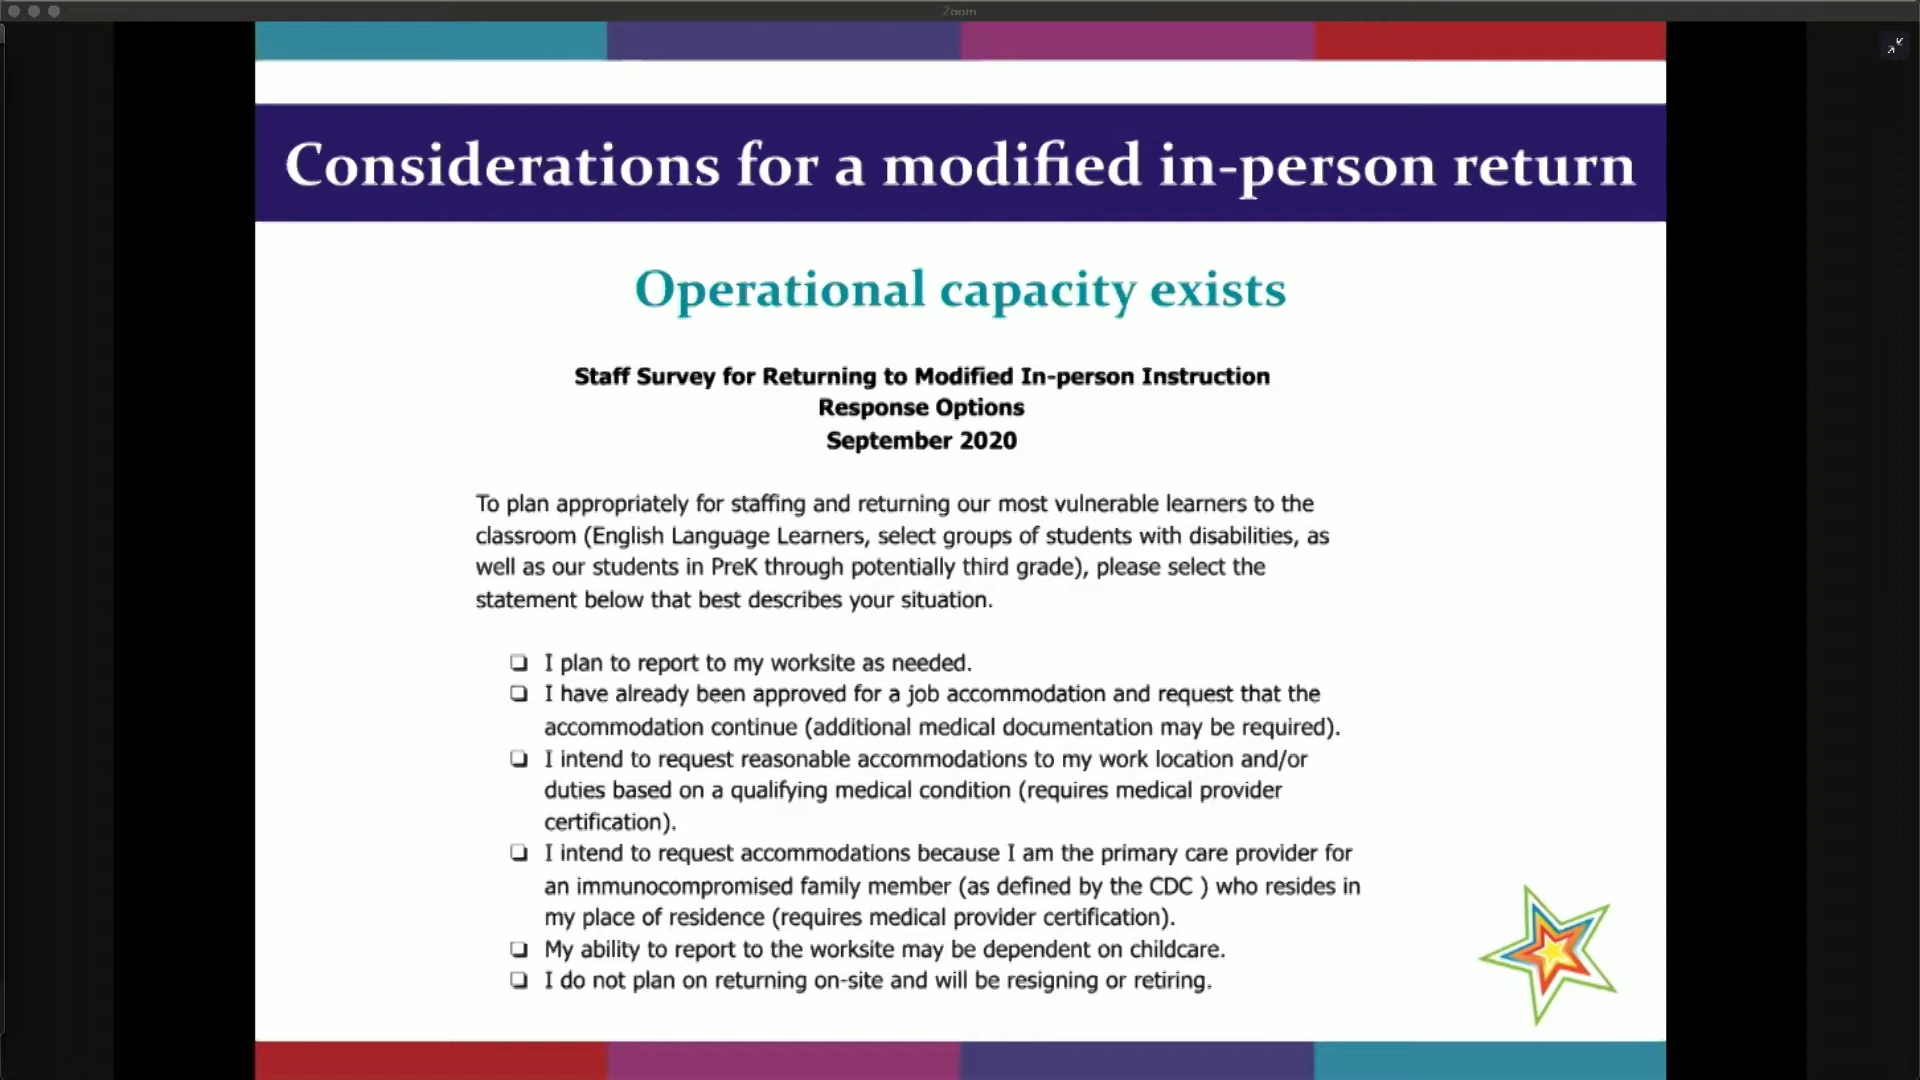 Zoom
Considerations for a modified in-person return
Operational capacity exists
Staff Survey for Returning to Modified In-person Instruction
Response Options
September 2020
To plan appropriately for staffing and returning our most vulnerable learners to the
classroom (English Language Learners, select groups of students with disabilities, as
well as our students in PreK through potentially third grade), please select the
statement below that best describes your situation.
❏ I plan to report to my worksite as needed.
❏ I have already been approved for a job accommodation and request that the
accommodation continue (additional medical documentation may be required).
❏ I intend to request reasonable accommodations to my work location and/or
duties based on a qualifying medical condition (requires medical provider
certification).
❏ I intend to request accommodations because I am the primary care provider for
an immunocompromised family member (as defined by the CDC ) who resides in
my place of residence (requires medical provider certification).
❏ My ability to report to the worksite may be dependent on childcare.
❏ I do not plan on returning on-site and will be resigning or retiring.